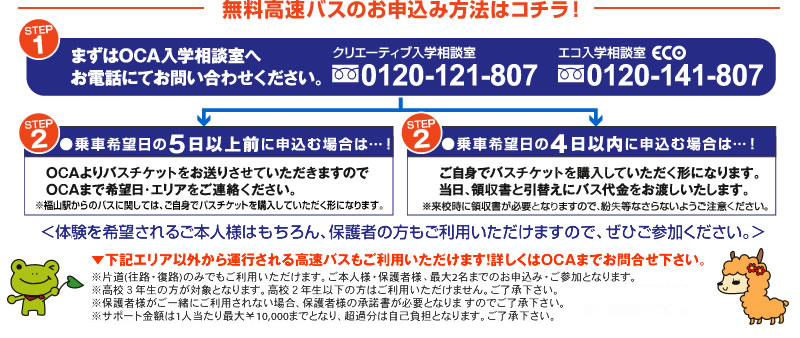 無料高速バスのお申込み方法はコチラ!
STEP
1
まずはOCA入学相談室へ
お電話にてお問い合わせください。
クリエーティブ入学相談室
0120-121-807
エコ入学相談室 eco
0120-141-807
STEP
2
●乗車希望日の5日以上前に申込む場合は…!
OCAよりバスチケットをお送りさせていただきますので
OCAまで希望日・エリアをご連絡ください。
※福山駅からのバスに関しては、ご自身でバスチケットを購入していただく形になります。
STEP
2
●乗車希望日の4日以内に申込む場合は…!
ご自身でバスチケットを購入していただく形になります。
当日、領収書と引替えにバス代金をお渡しいたします。
※来校時に領収書が必要となりますので、紛失等なさらないようご注意ください。
＜体験を希望されるご本人様はもちろん、保護者の方もご利用いただけますので、ぜひご参加ください。＞
▼下記エリア以外から運行される高速バスもご利用いただけます!詳しくはOCAまでお問合せ下さい。
※片道(往路・復路)のみでもご利用いただけます。ご本人様・保護者様、最大2名までのお申込み・ご参加となります。
※高校3年生の方が対象となります。高校2年生以下の方はご利用いただけません。ご了承下さい。
※保護者様がご一緒にご利用されない場合、保護者様の承諾書が必要となりますのでご了承下さい。
※サポート金額は1人当たり最大￥10,000までとなり、超過分は自己負担となります。ご了承下さい。